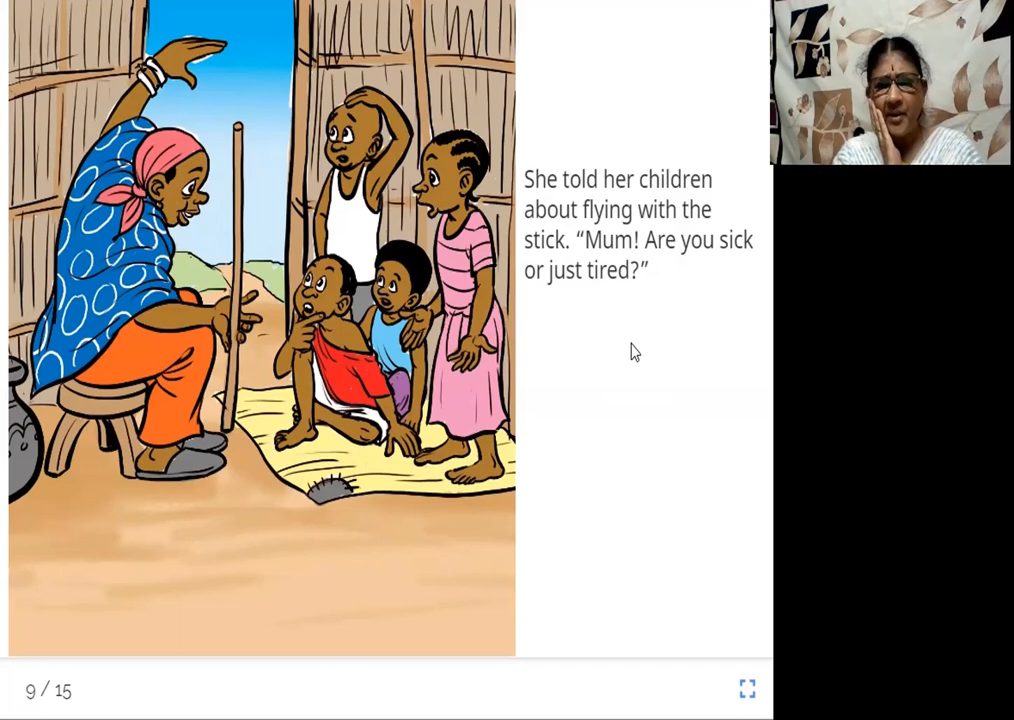 She told her children
about flying with the
stick. “Mum! Are you sick
or just tired?”
9 / 15